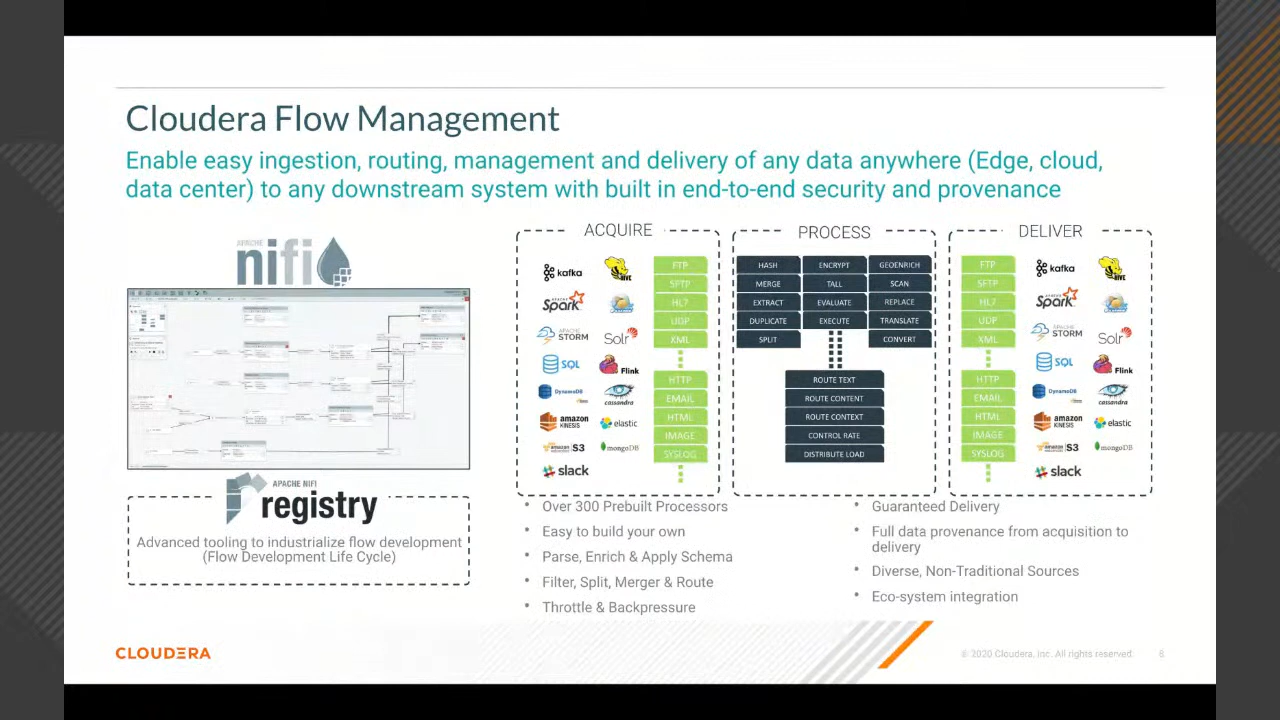 Cloudera Flow Management
Enable easy ingestion, routing, management and delivery of any data anywhere (Edge, cloud,
data center) to any downstream system with built in end-to-end security and provenance
APACHE
nifi
APACHE NIFI
registry
Advanced tooling to industrialize flow development
(Flow Development Life Cycle)
ACQUIRE
kafka
HIVE
APACHE
Spark
APACHE
STORM
Solr
SQL
Flink
DynamoDB
cassandra
amazon
KINESIS
elastic
S3
mongoDB
slack
FTP
SFTP
HL7
UDP
XML
HTTP
EMAIL
HTML
IMAGE
SYSLOG
PROCESS
HASH
ENCRYPT
GEOENRICH
MERGE
TALL
SCAN
EXTRACT
EVALUATE
REPLACE
DUPLICATE
EXECUTE
TRANSLATE
SPLIT
CONVERT
ROUTE TEXT
ROUTE CONTENT
ROUTE CONTEXT
CONTROL RATE
DISTRIBUTE LOAD
DELIVER
FTP
SFTP
HL7
UDP
XML
HTTP
EMAIL
HTML
IMAGE
SYSLOG
kafka
HIVE
APACHE
Spark
APACHE
STORM
Solr
SQL
Flink
DynamoDB
cassandra
amazon
KINESIS
elastic
S3
mongoDB
slack
• Over 300 Prebuilt Processors
• Easy to build your own
• Parse, Enrich & Apply Schema
• Filter, Split, Merger & Route
• Throttle & Backpressure
• Guaranteed Delivery
• Full data provenance from acquisition to
delivery
• Diverse, Non-Traditional Sources
• Eco-system integration
CLOUDERA
© 2020 Cloudera, Inc. All rights reserved.